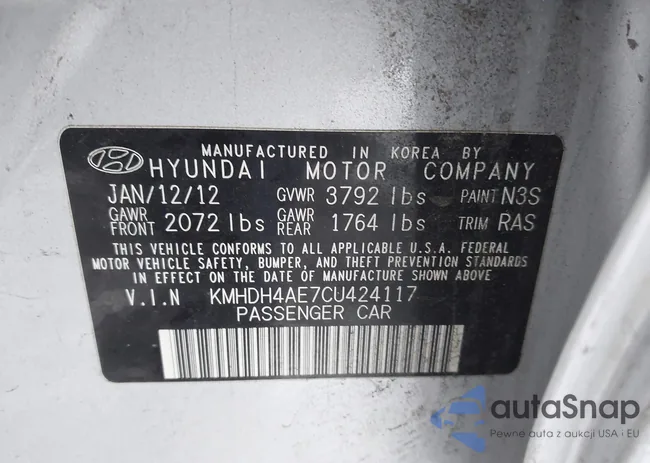 MANUFACTURED IN KOREA BY
HYUNDAI MOTOR COMPANY
JAN/12/12 GVWR 3792 lbs PAINT N3S
GAWR FRONT 2072 lbs GAWR REAR 1764 lbs TRIM RAS
THIS VEHICLE CONFORMS TO ALL APPLICABLE U.S.A. FEDERAL
MOTOR VEHICLE SAFETY, BUMPER, AND THEFT PREVENTION STANDARDS
IN EFFECT ON THE DATE OF MANUFACTURE SHOWN ABOVE.
V.I.N KMHDH4AE7CU424117
PASSENGER CAR
autaSnap
Pewne auta z aukcji USA i EU